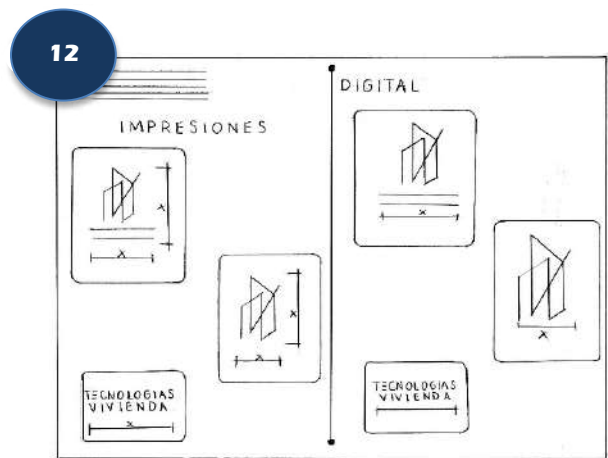 12
IMPRESIONES
X
X
X
X
TECNOLOGIAS
VIVIENDA
X
DIGITAL
X
X
TECNOLOGIAS
VIVIENDA